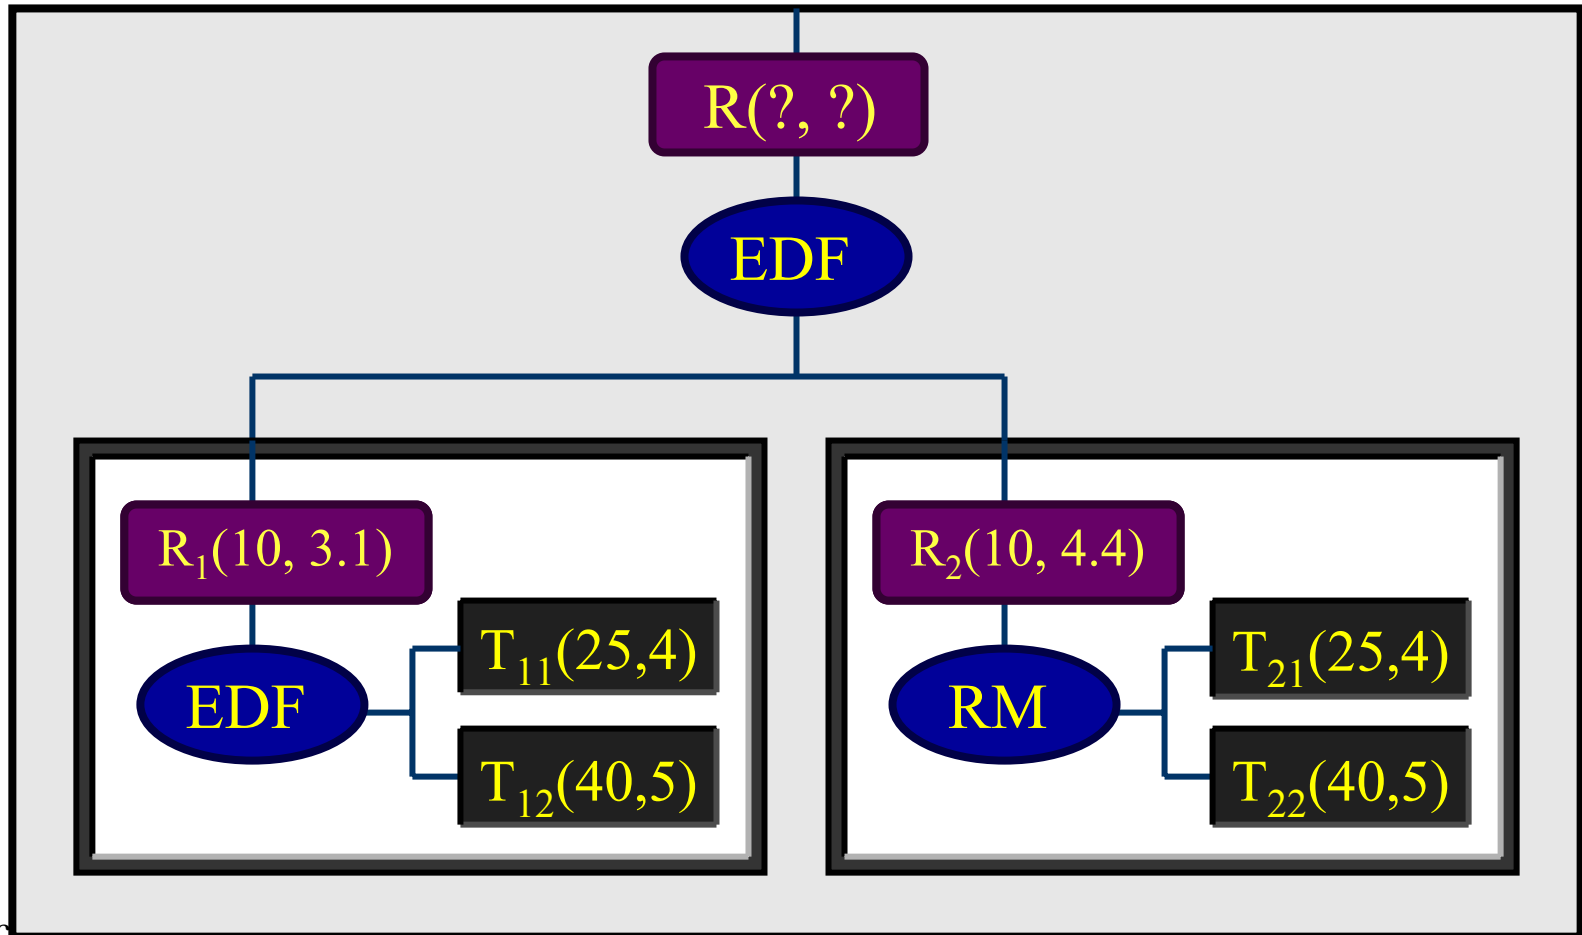 R(?, ?)
EDF
R₁(10, 3.1)
EDF
T₁₁(25,4)
T₁₂(40,5)
R₂(10, 4.4)
RM
T₂₁(25,4)
T₂₂(40,5)